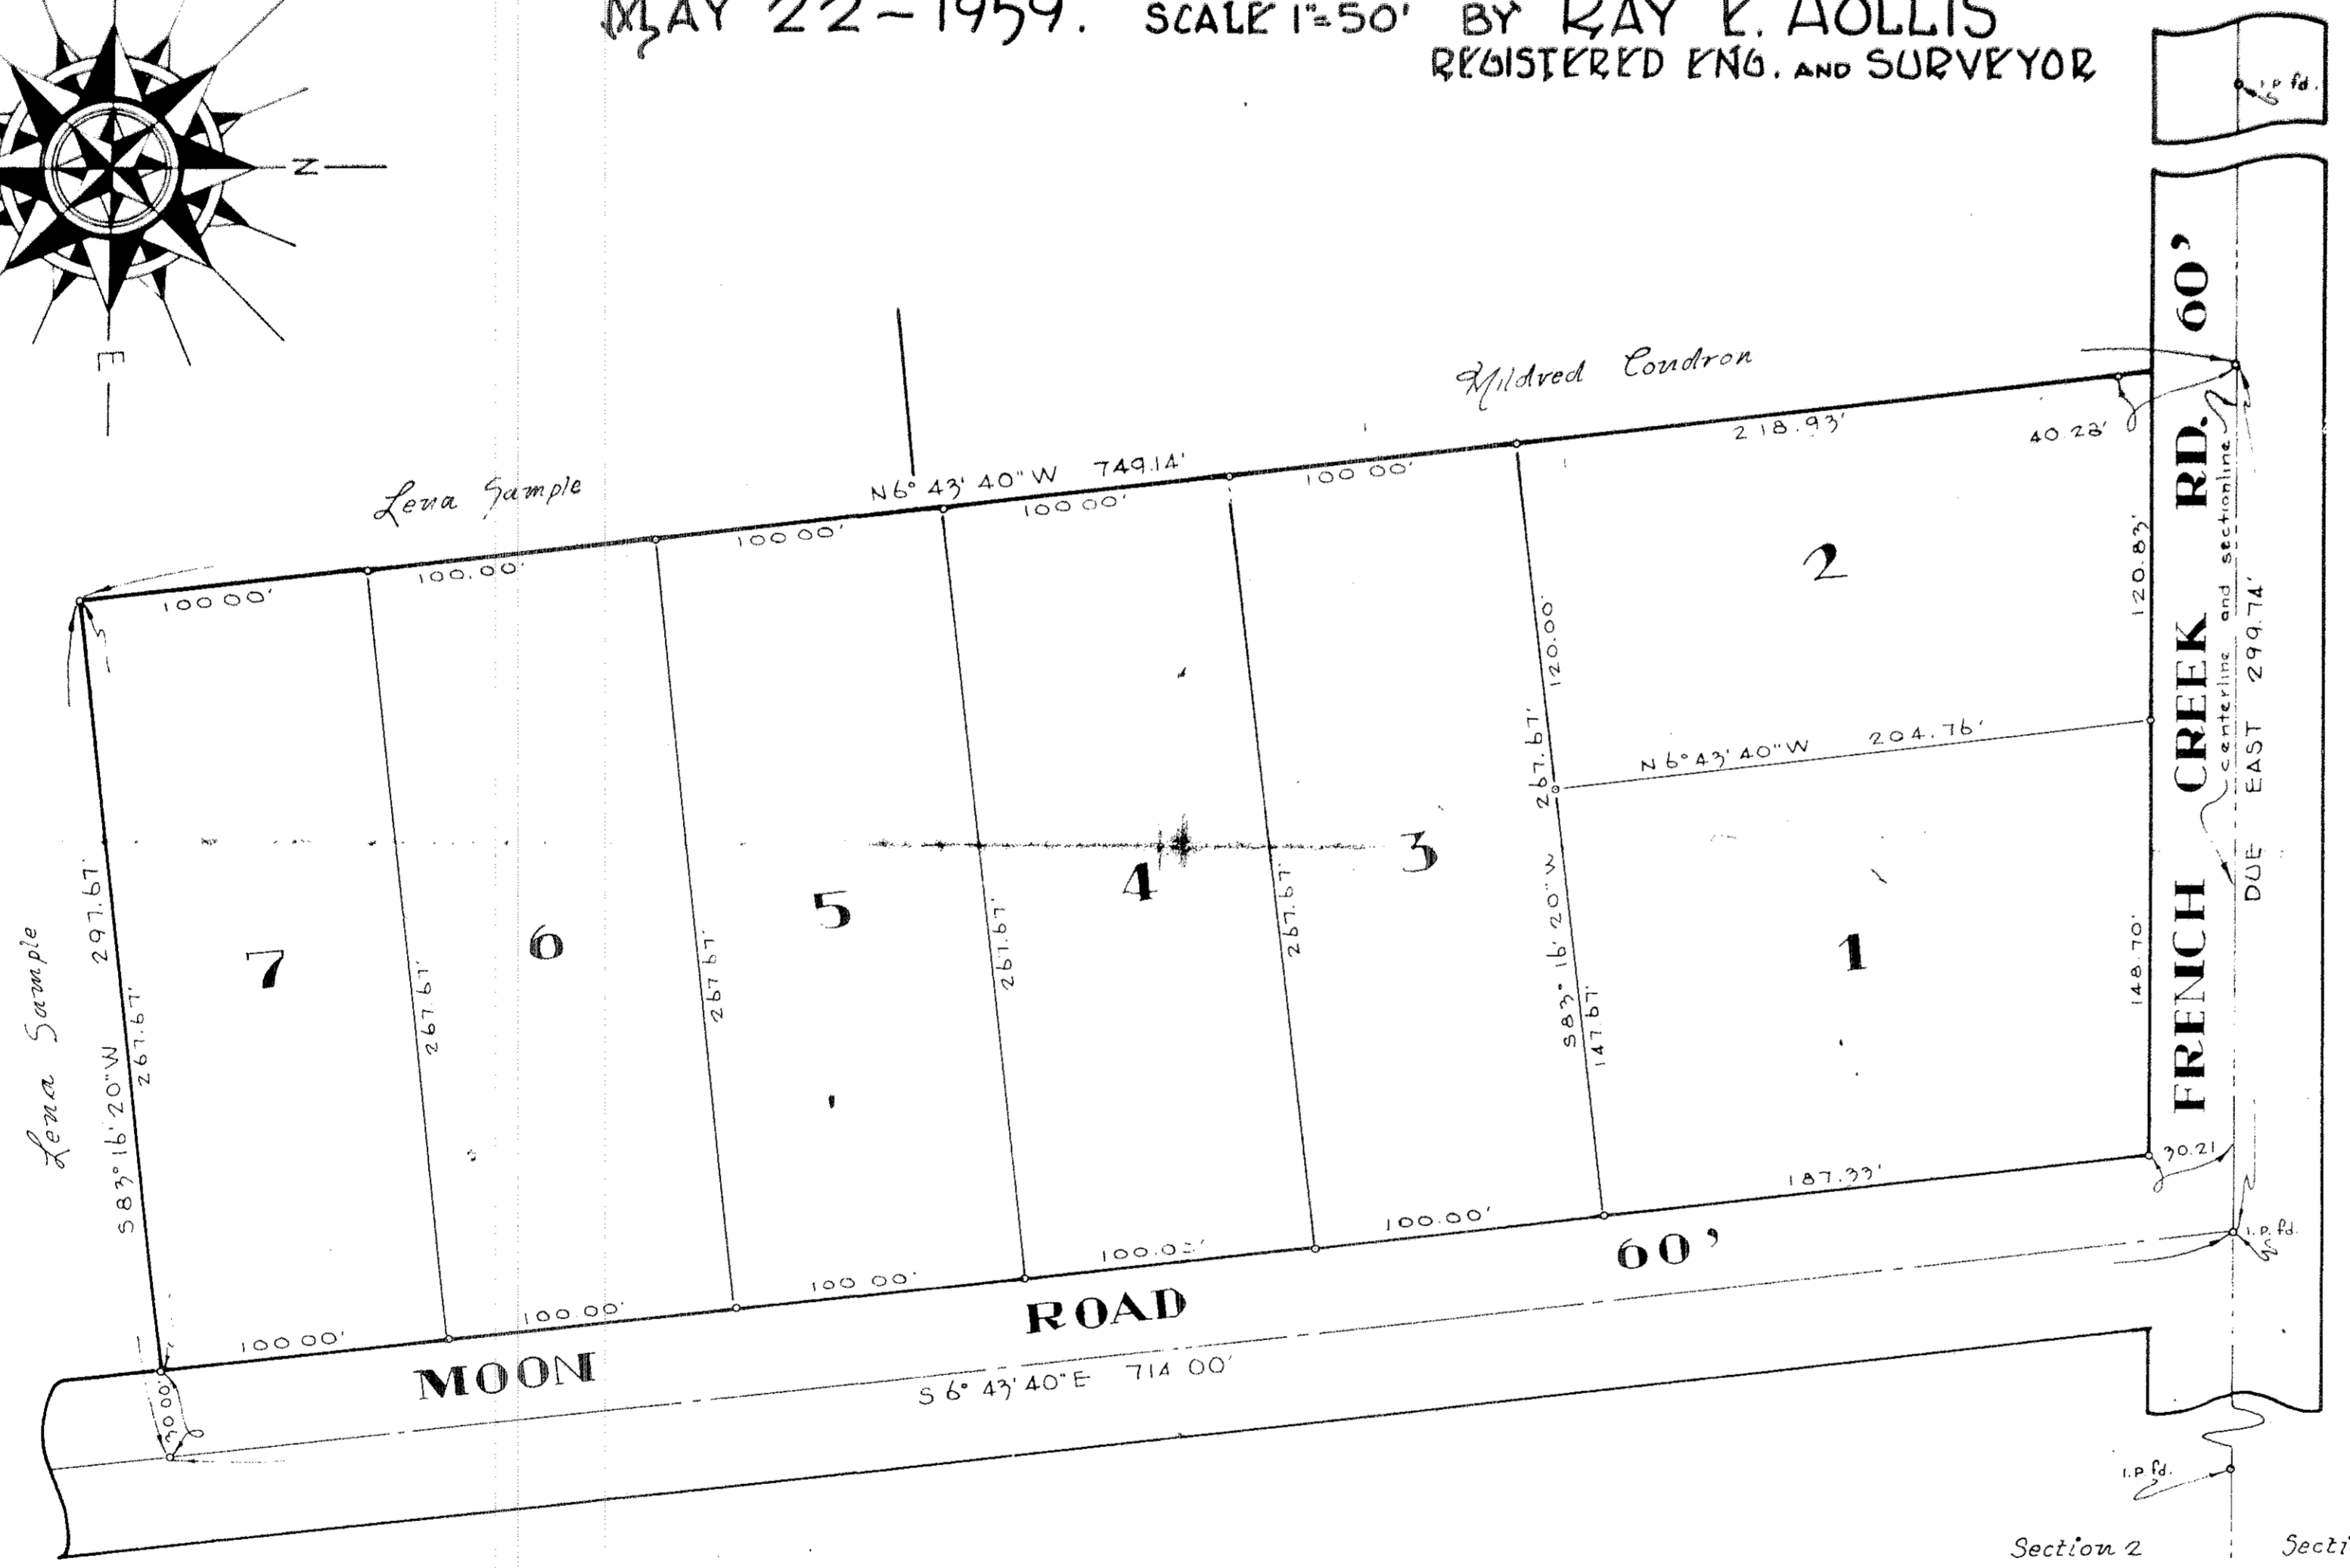 MAY 22-1959. SCALE 1"=50' BY RAY E. HOLLIS
REGISTERED ENG. AND SURVEYOR
N
E
i.p. fd.
Mildred Condron
Lena Sample
N 6° 43' 40" W 749.14'
100.00'
100.00'
100.00'
100.00'
100.00'
218.93'
40.28'
2
120.83'
120.00'
267.67'
N 6° 43' 40" W 204.76'
S 83° 16' 20" W
147.67'
1
148.70'
3
267.67'
4
267.67'
5
267.67'
6
267.67'
7
297.67'
267.67'
S 83° 16' 20" W
Lena Sample
FRENCH CREEK RD. 60'
centerline and sectionline
DUE EAST 299.74'
30.21
i.p. fd.
187.33'
100.00'
100.00'
100.00'
100.00'
100.00'
30.00'
MOON ROAD 60'
S 6° 43' 40" E 714.00'
i.p. fd.
Section 2